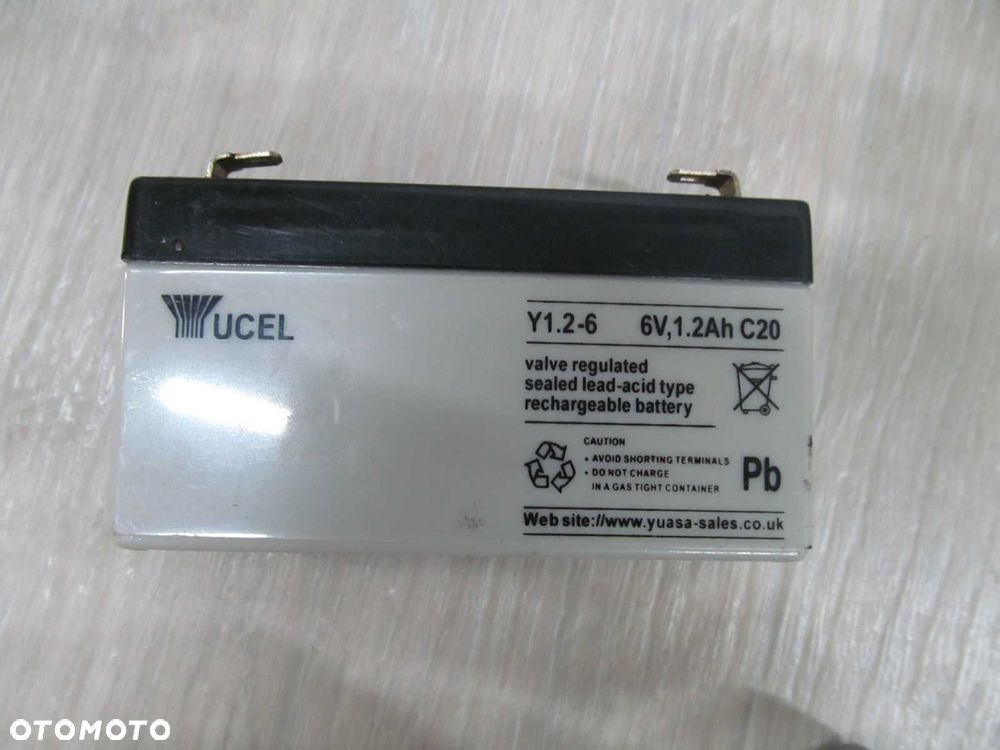 YUCEL
Y1.2-6 6V,1.2Ah C20
valve regulated
sealed lead-acid type
rechargeable battery
CAUTION
• AVOID SHORTING TERMINALS
• DO NOT CHARGE
IN A GAS TIGHT CONTAINER
Pb
Web site://www.yuasa-sales.co.uk
OTOMOTO